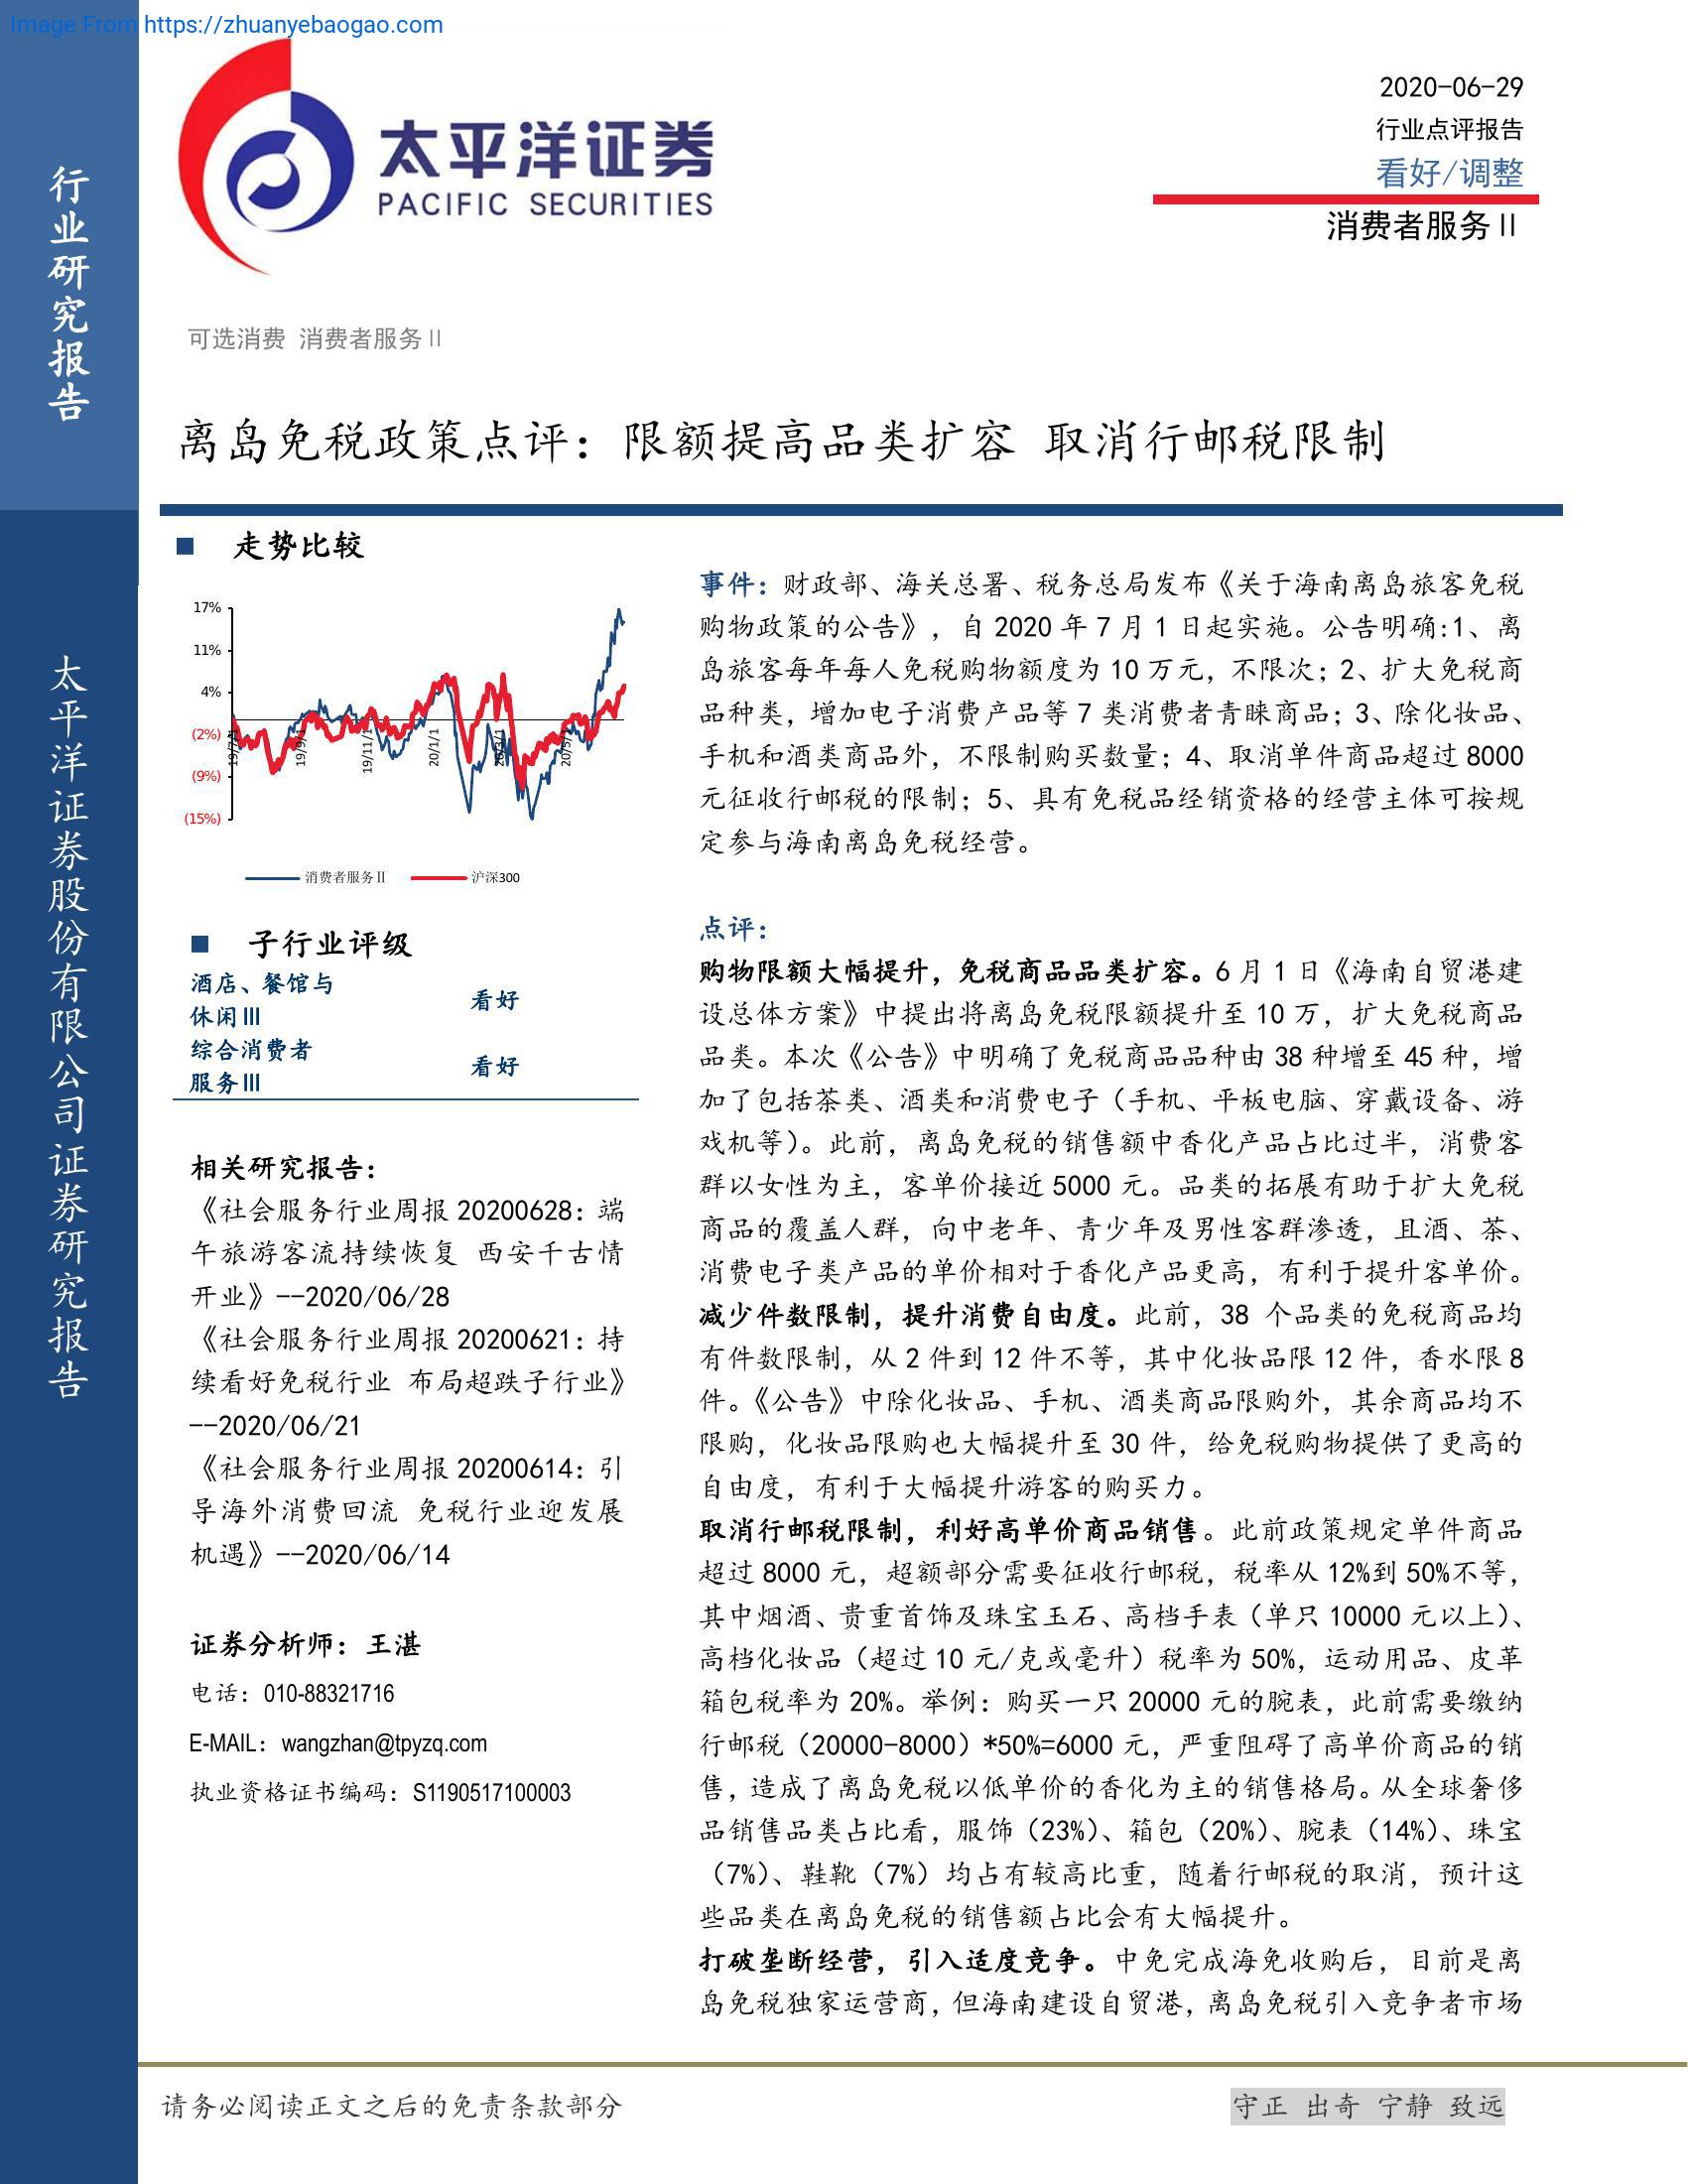 Image From https://zhuanyebaogao.com
行业研究报告
太平洋证券股份有限公司证券研究报告
太平洋证券
PACIFIC SECURITIES
2020-06-29
行业点评报告
看好/调整
消费者服务Ⅱ
可选消费 消费者服务Ⅱ
离岛免税政策点评：限额提高品类扩容 取消行邮税限制
■ 走势比较
17%
11%
4%
(2%)
(9%)
(15%)
19/7/1
19/9/1
19/11/1
20/1/1
20/3/1
20/5/1
消费者服务Ⅱ 沪深300
■ 子行业评级
酒店、餐馆与
休闲Ⅲ
看好
综合消费者
服务Ⅲ
看好
相关研究报告：
《社会服务行业周报 20200628：端
午旅游客流持续恢复 西安千古情
开业》--2020/06/28
《社会服务行业周报 20200621：持
续看好免税行业 布局超跌子行业》
--2020/06/21
《社会服务行业周报 20200614：引
导海外消费回流 免税行业迎发展
机遇》--2020/06/14
证券分析师：王湛
电话：010-88321716
E-MAIL：wangzhan@tpyzq.com
执业资格证书编码：S1190517100003
事件：财政部、海关总署、税务总局发布《关于海南离岛旅客免税
购物政策的公告》，自 2020 年 7 月 1 日起实施。公告明确:1、离
岛旅客每年每人免税购物额度为 10 万元，不限次；2、扩大免税商
品种类，增加电子消费产品等 7 类消费者青睐商品；3、除化妆品、
手机和酒类商品外，不限制购买数量；4、取消单件商品超过 8000
元征收行邮税的限制；5、具有免税品经销资格的经营主体可按规
定参与海南离岛免税经营。
点评：
购物限额大幅提升，免税商品品类扩容。6 月 1 日《海南自贸港建
设总体方案》中提出将离岛免税限额提升至 10 万，扩大免税商品
品类。本次《公告》中明确了免税商品品种由 38 种增至 45 种，增
加了包括茶类、酒类和消费电子（手机、平板电脑、穿戴设备、游
戏机等）。此前，离岛免税的销售额中香化产品占比过半，消费客
群以女性为主，客单价接近 5000 元。品类的拓展有助于扩大免税
商品的覆盖人群，向中老年、青少年及男性客群渗透，且酒、茶、
消费电子类产品的单价相对于香化产品更高，有利于提升客单价。
减少件数限制，提升消费自由度。此前，38 个品类的免税商品均
有件数限制，从 2 件到 12 件不等，其中化妆品限 12 件，香水限 8
件。《公告》中除化妆品、手机、酒类商品限购外，其余商品均不
限购，化妆品限购也大幅提升至 30 件，给免税购物提供了更高的
自由度，有利于大幅提升游客的购买力。
取消行邮税限制，利好高单价商品销售。此前政策规定单件商品
超过 8000 元，超额部分需要征收行邮税，税率从 12%到 50%不等，
其中烟酒、贵重首饰及珠宝玉石、高档手表（单只 10000 元以上）、
高档化妆品（超过 10 元/克或毫升）税率为 50%，运动用品、皮革
箱包税率为 20%。举例：购买一只 20000 元的腕表，此前需要缴纳
行邮税（20000-8000）*50%=6000 元，严重阻碍了高单价商品的销
售，造成了离岛免税以低单价的香化为主的销售格局。从全球奢侈
品销售品类占比看，服饰（23%）、箱包（20%）、腕表（14%）、珠宝
（7%）、鞋靴（7%）均占有较高比重，随着行邮税的取消，预计这
些品类在离岛免税的销售额占比会有大幅提升。
打破垄断经营，引入适度竞争。中免完成海免收购后，目前是离
岛免税独家运营商，但海南建设自贸港，离岛免税引入竞争者市场
请务必阅读正文之后的免责条款部分
守正 出奇 宁静 致远